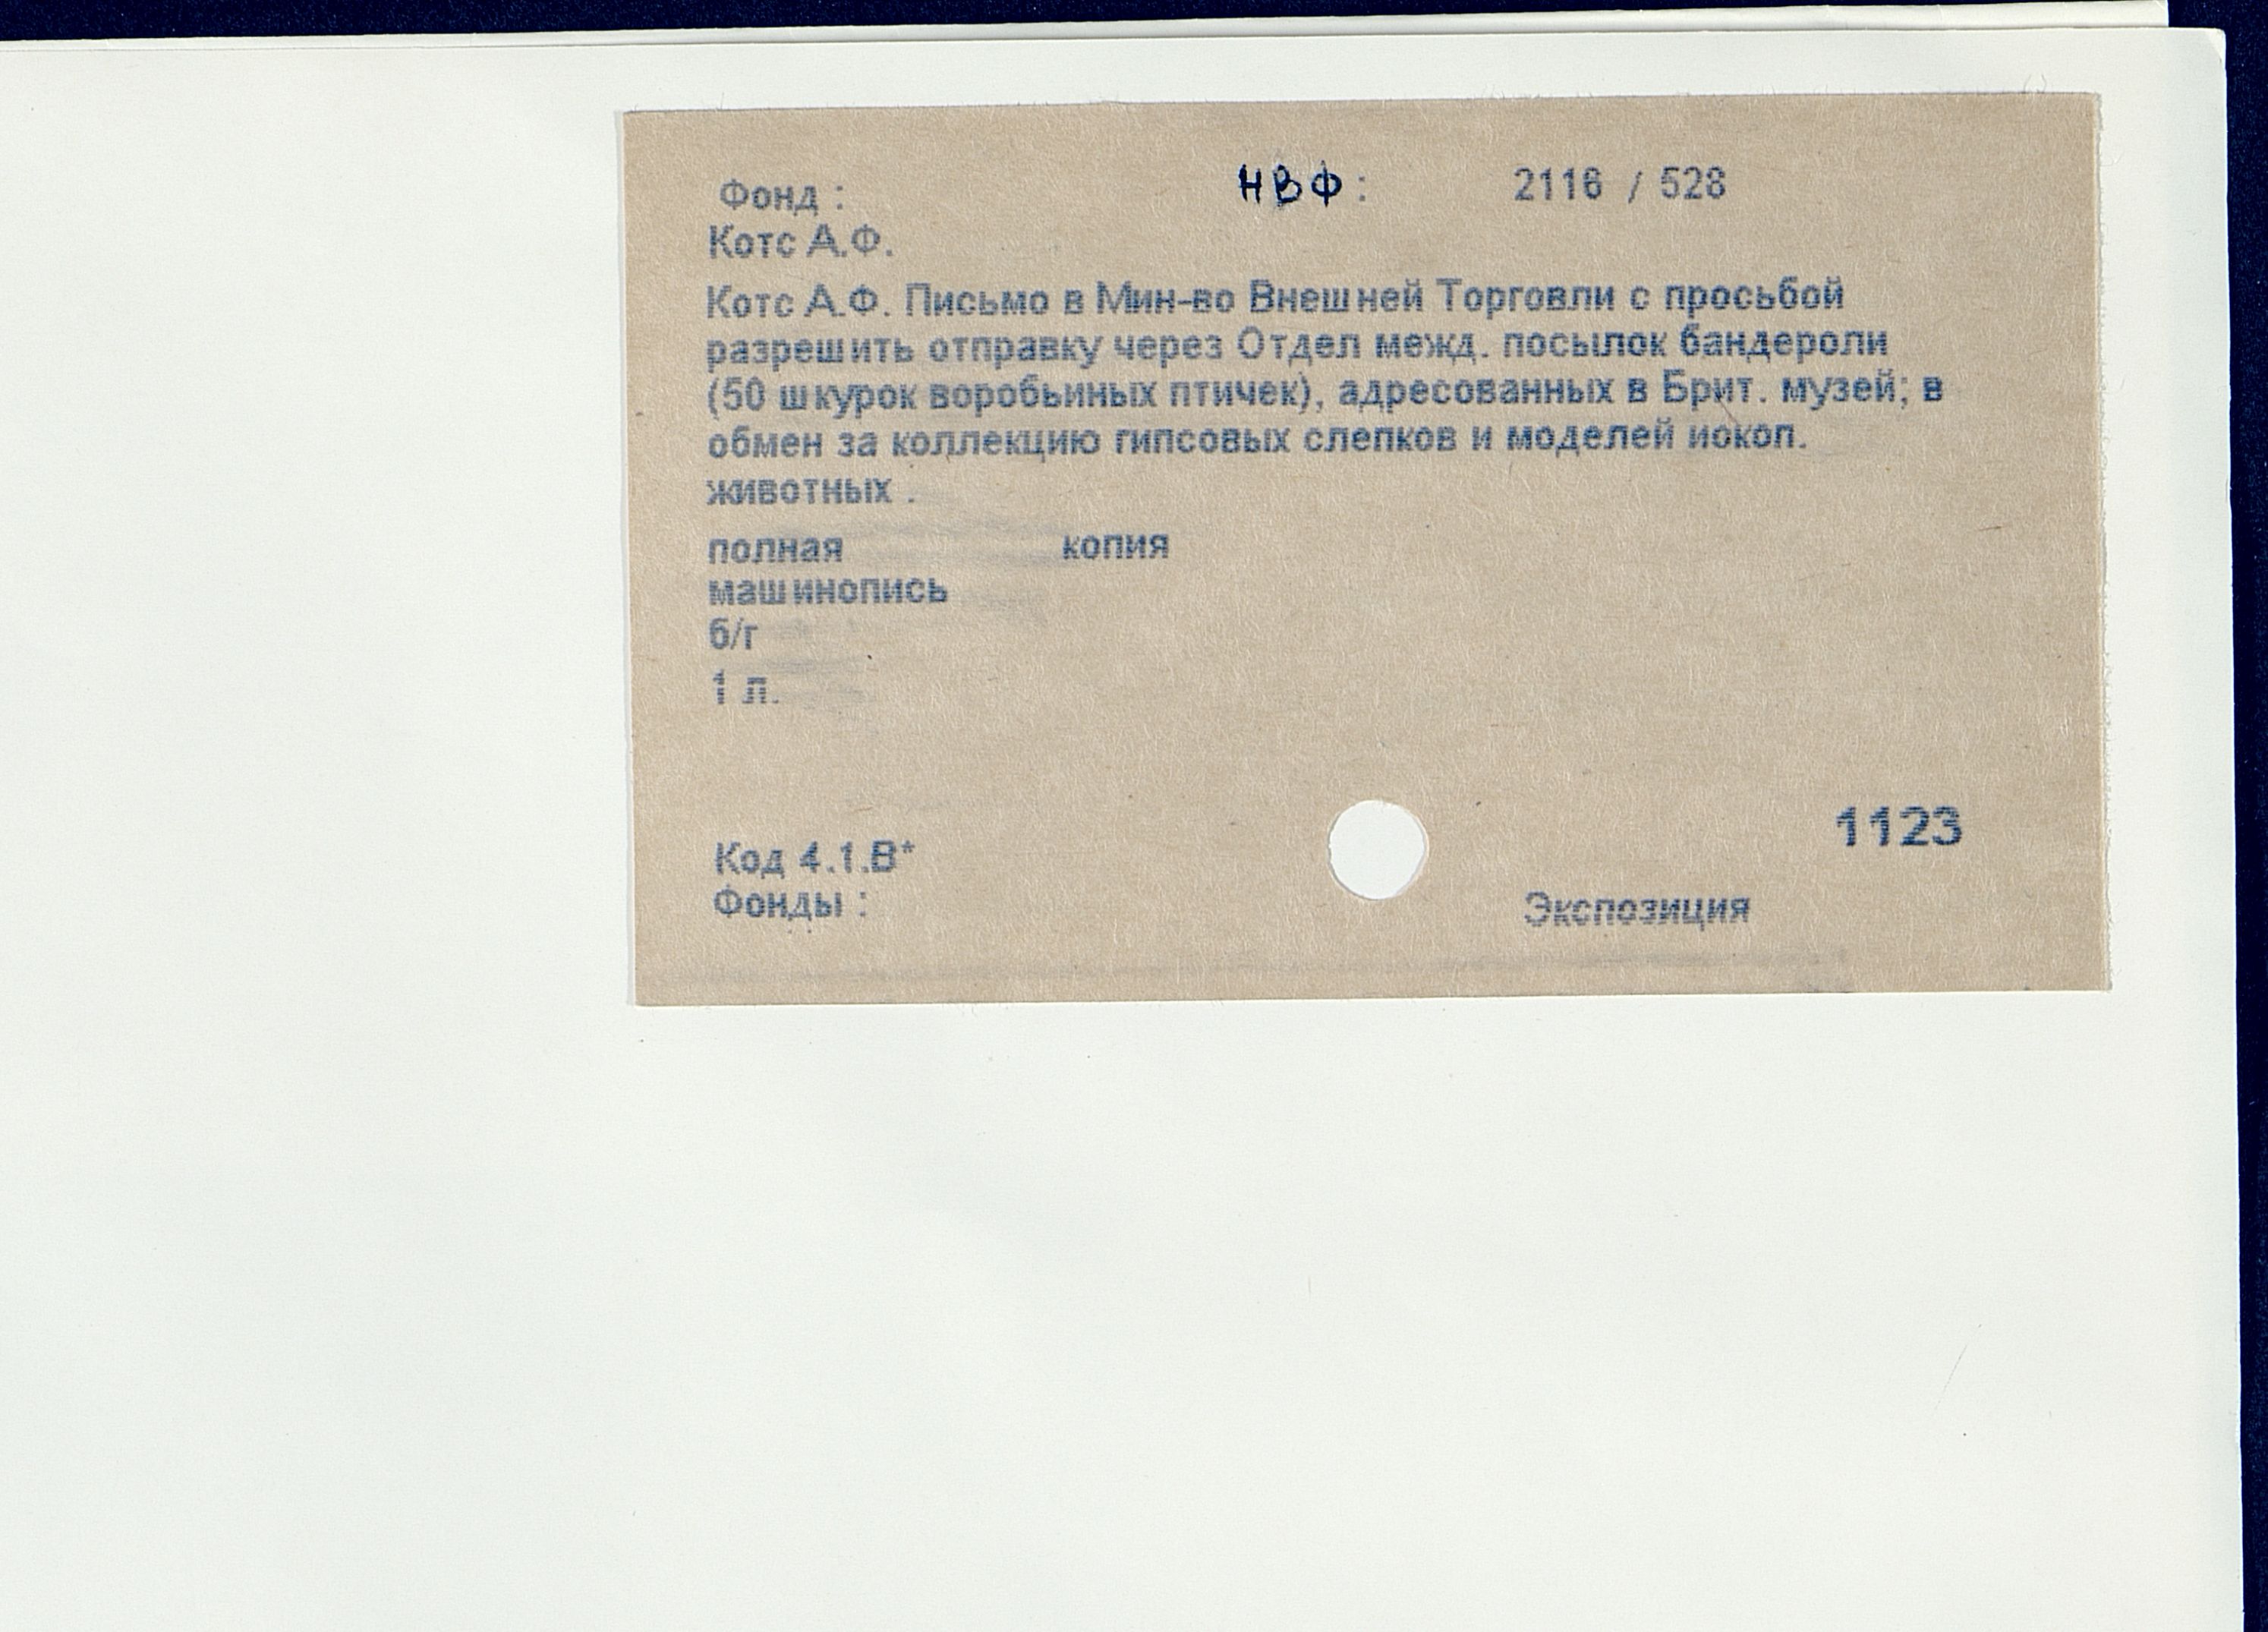 Фонд : НВФ : 2116 / 528
Котс А.Ф.
Котс А.Ф. Письмо в Мин-во Внешней Торговли с просьбой
разрешить отправку через Отдел межд. посылок бандероли
(50 шкурок воробьиных птичек), адресованных в Брит. музей; в
обмен за коллекцию гипсовых слепков и моделей иокоп.
животных .
полная копия
машинопись
б/г
1 л.
1123
Код 4.1.В*
Фонды : Экспозиция